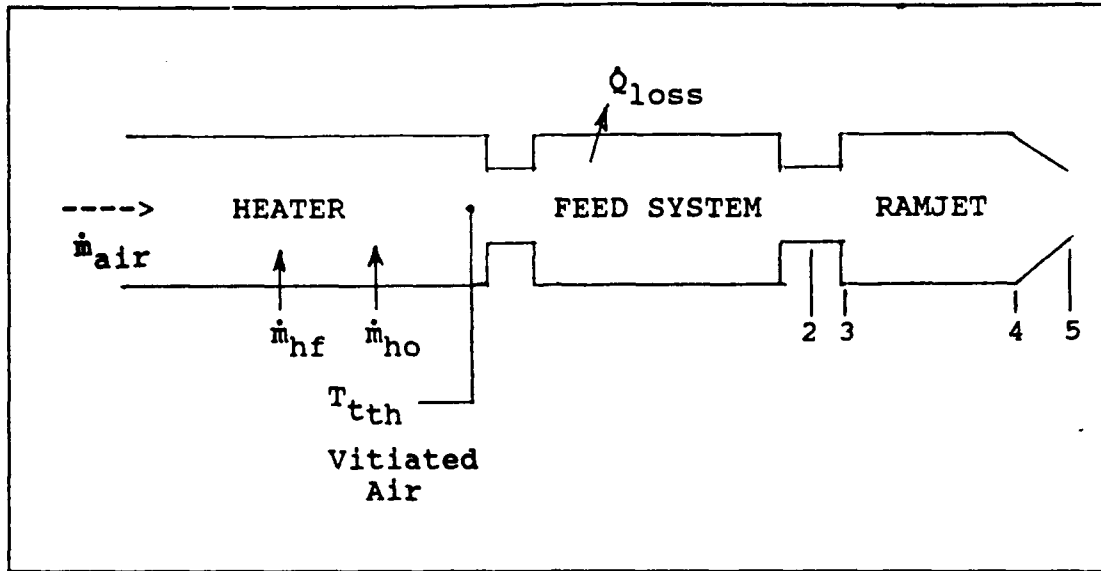 Q̇loss
HEATER
FEED SYSTEM
RAMJET
---->
ṁair
ṁhf
ṁho
2
3
4
5
Ttth
Vitiated
Air